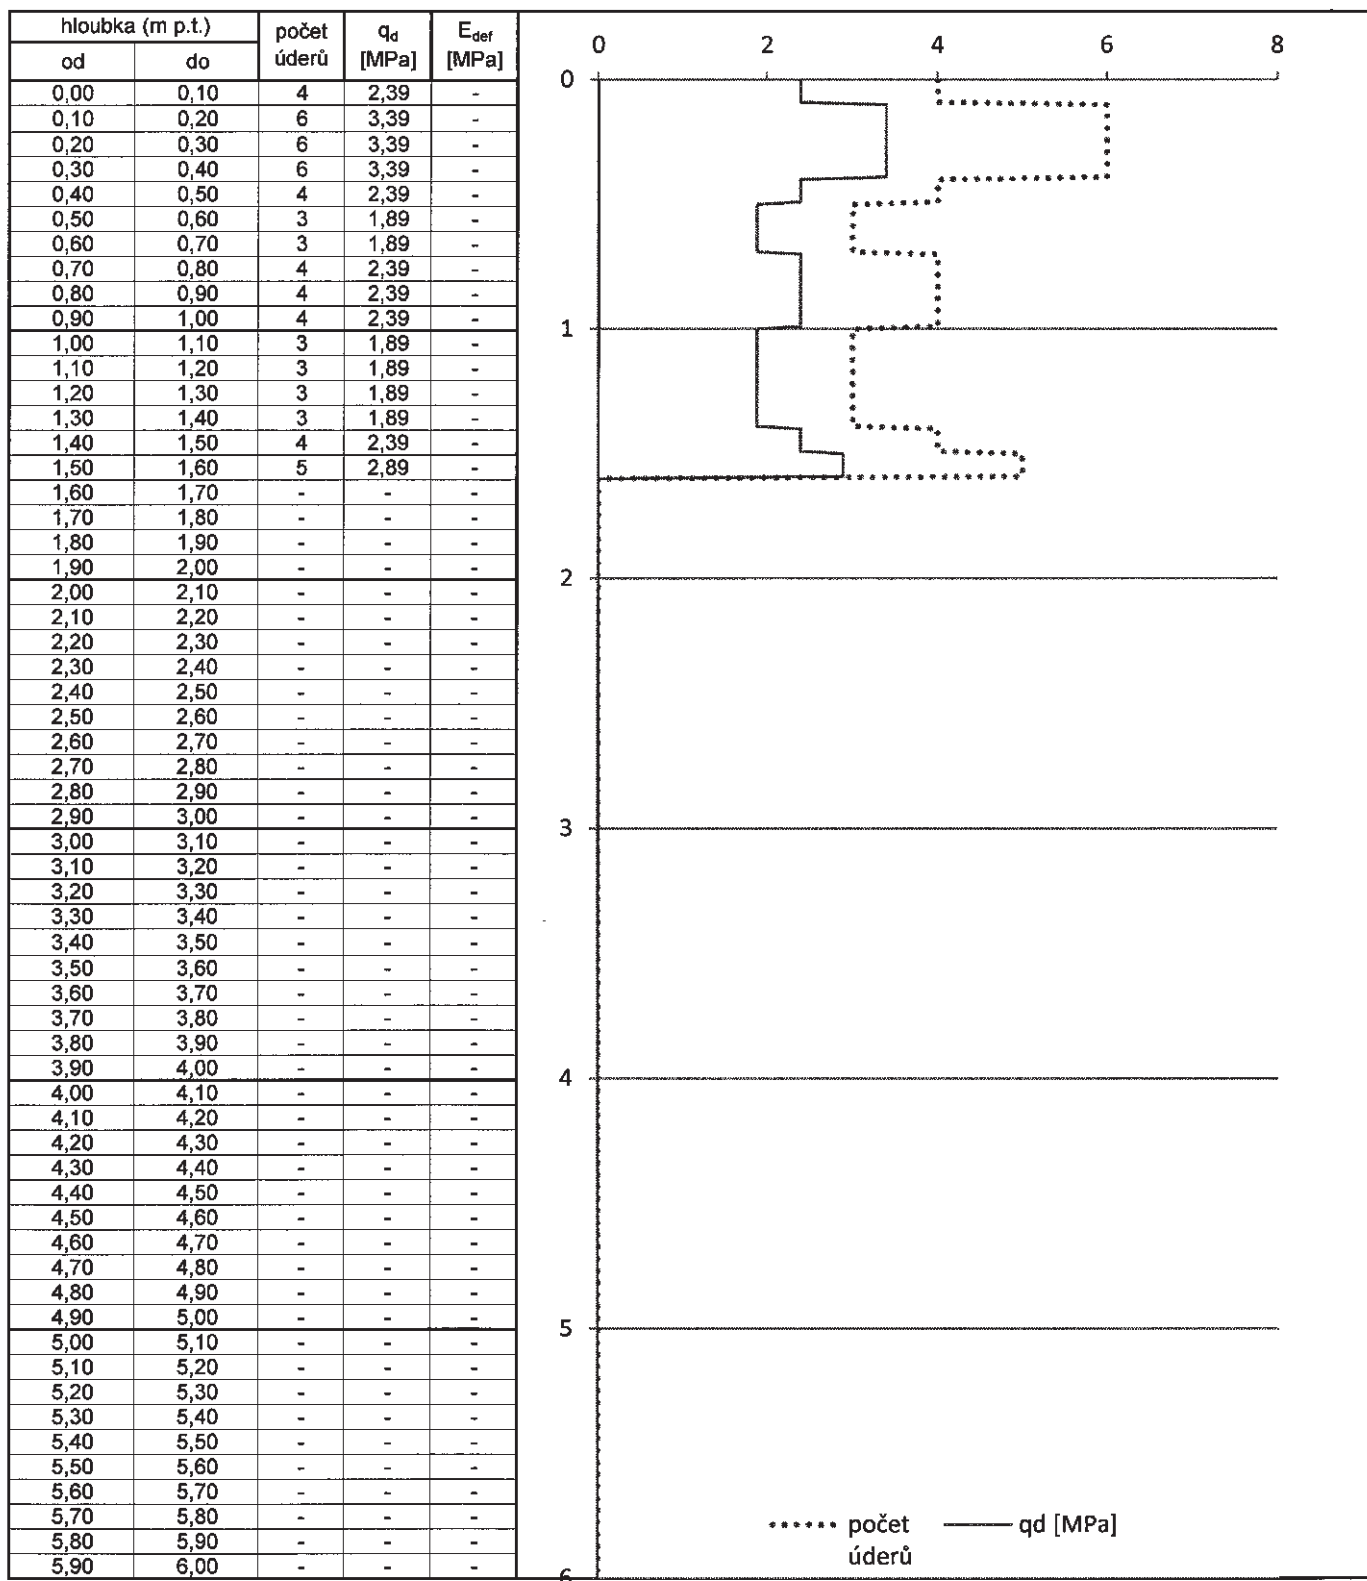 hloubka (m p.t.) počet úderů qd [MPa] Edef [MPa]
od do
0,00 0,10 4 2,39 -
0,10 0,20 6 3,39 -
0,20 0,30 6 3,39 -
0,30 0,40 6 3,39 -
0,40 0,50 4 2,39 -
0,50 0,60 3 1,89 -
0,60 0,70 3 1,89 -
0,70 0,80 4 2,39 -
0,80 0,90 4 2,39 -
0,90 1,00 4 2,39 -
1,00 1,10 3 1,89 -
1,10 1,20 3 1,89 -
1,20 1,30 3 1,89 -
1,30 1,40 3 1,89 -
1,40 1,50 4 2,39 -
1,50 1,60 5 2,89 -
1,60 1,70 - - -
1,70 1,80 - - -
1,80 1,90 - - -
1,90 2,00 - - -
2,00 2,10 - - -
2,10 2,20 - - -
2,20 2,30 - - -
2,30 2,40 - - -
2,40 2,50 - - -
2,50 2,60 - - -
2,60 2,70 - - -
2,70 2,80 - - -
2,80 2,90 - - -
2,90 3,00 - - -
3,00 3,10 - - -
3,10 3,20 - - -
3,20 3,30 - - -
3,30 3,40 - - -
3,40 3,50 - - -
3,50 3,60 - - -
3,60 3,70 - - -
3,70 3,80 - - -
3,80 3,90 - - -
3,90 4,00 - - -
4,00 4,10 - - -
4,10 4,20 - - -
4,20 4,30 - - -
4,30 4,40 - - -
4,40 4,50 - - -
4,50 4,60 - - -
4,60 4,70 - - -
4,70 4,80 - - -
4,80 4,90 - - -
4,90 5,00 - - -
5,00 5,10 - - -
5,10 5,20 - - -
5,20 5,30 - - -
5,30 5,40 - - -
5,40 5,50 - - -
5,50 5,60 - - -
5,60 5,70 - - -
5,70 5,80 - - -
5,80 5,90 - - -
5,90 6,00 - - -
0 2 4 6 8
0
1
2
3
4
5
6
počet úderů
qd [MPa]